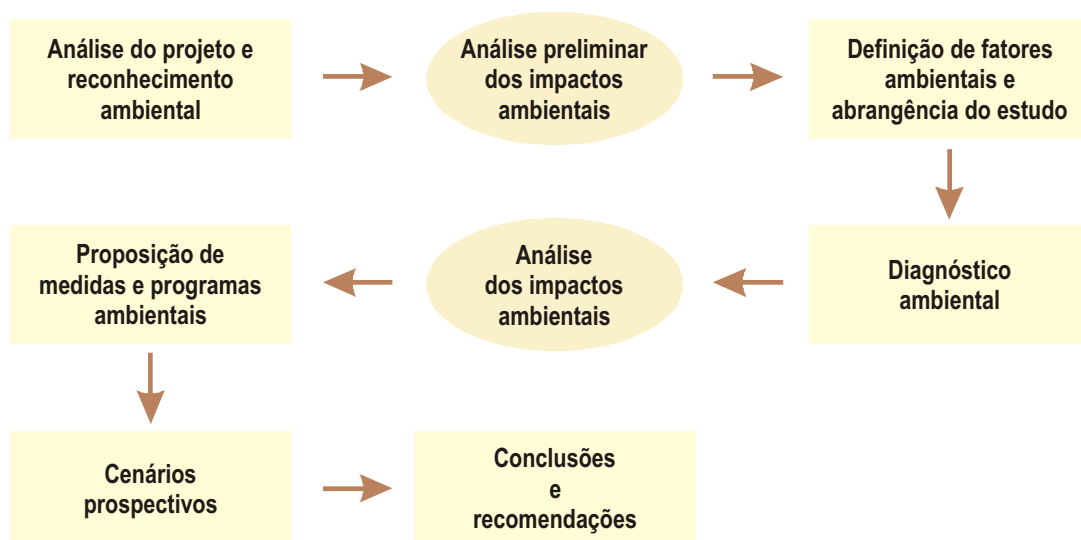 Análise do projeto e
reconhecimento
ambiental
Análise preliminar
dos impactos
ambientais
Definição de fatores
ambientais e
abrangência do estudo
Diagnóstico
ambiental
Análise
dos impactos
ambientais
Proposição de
medidas e programas
ambientais
Cenários
prospectivos
Conclusões
e
recomendações